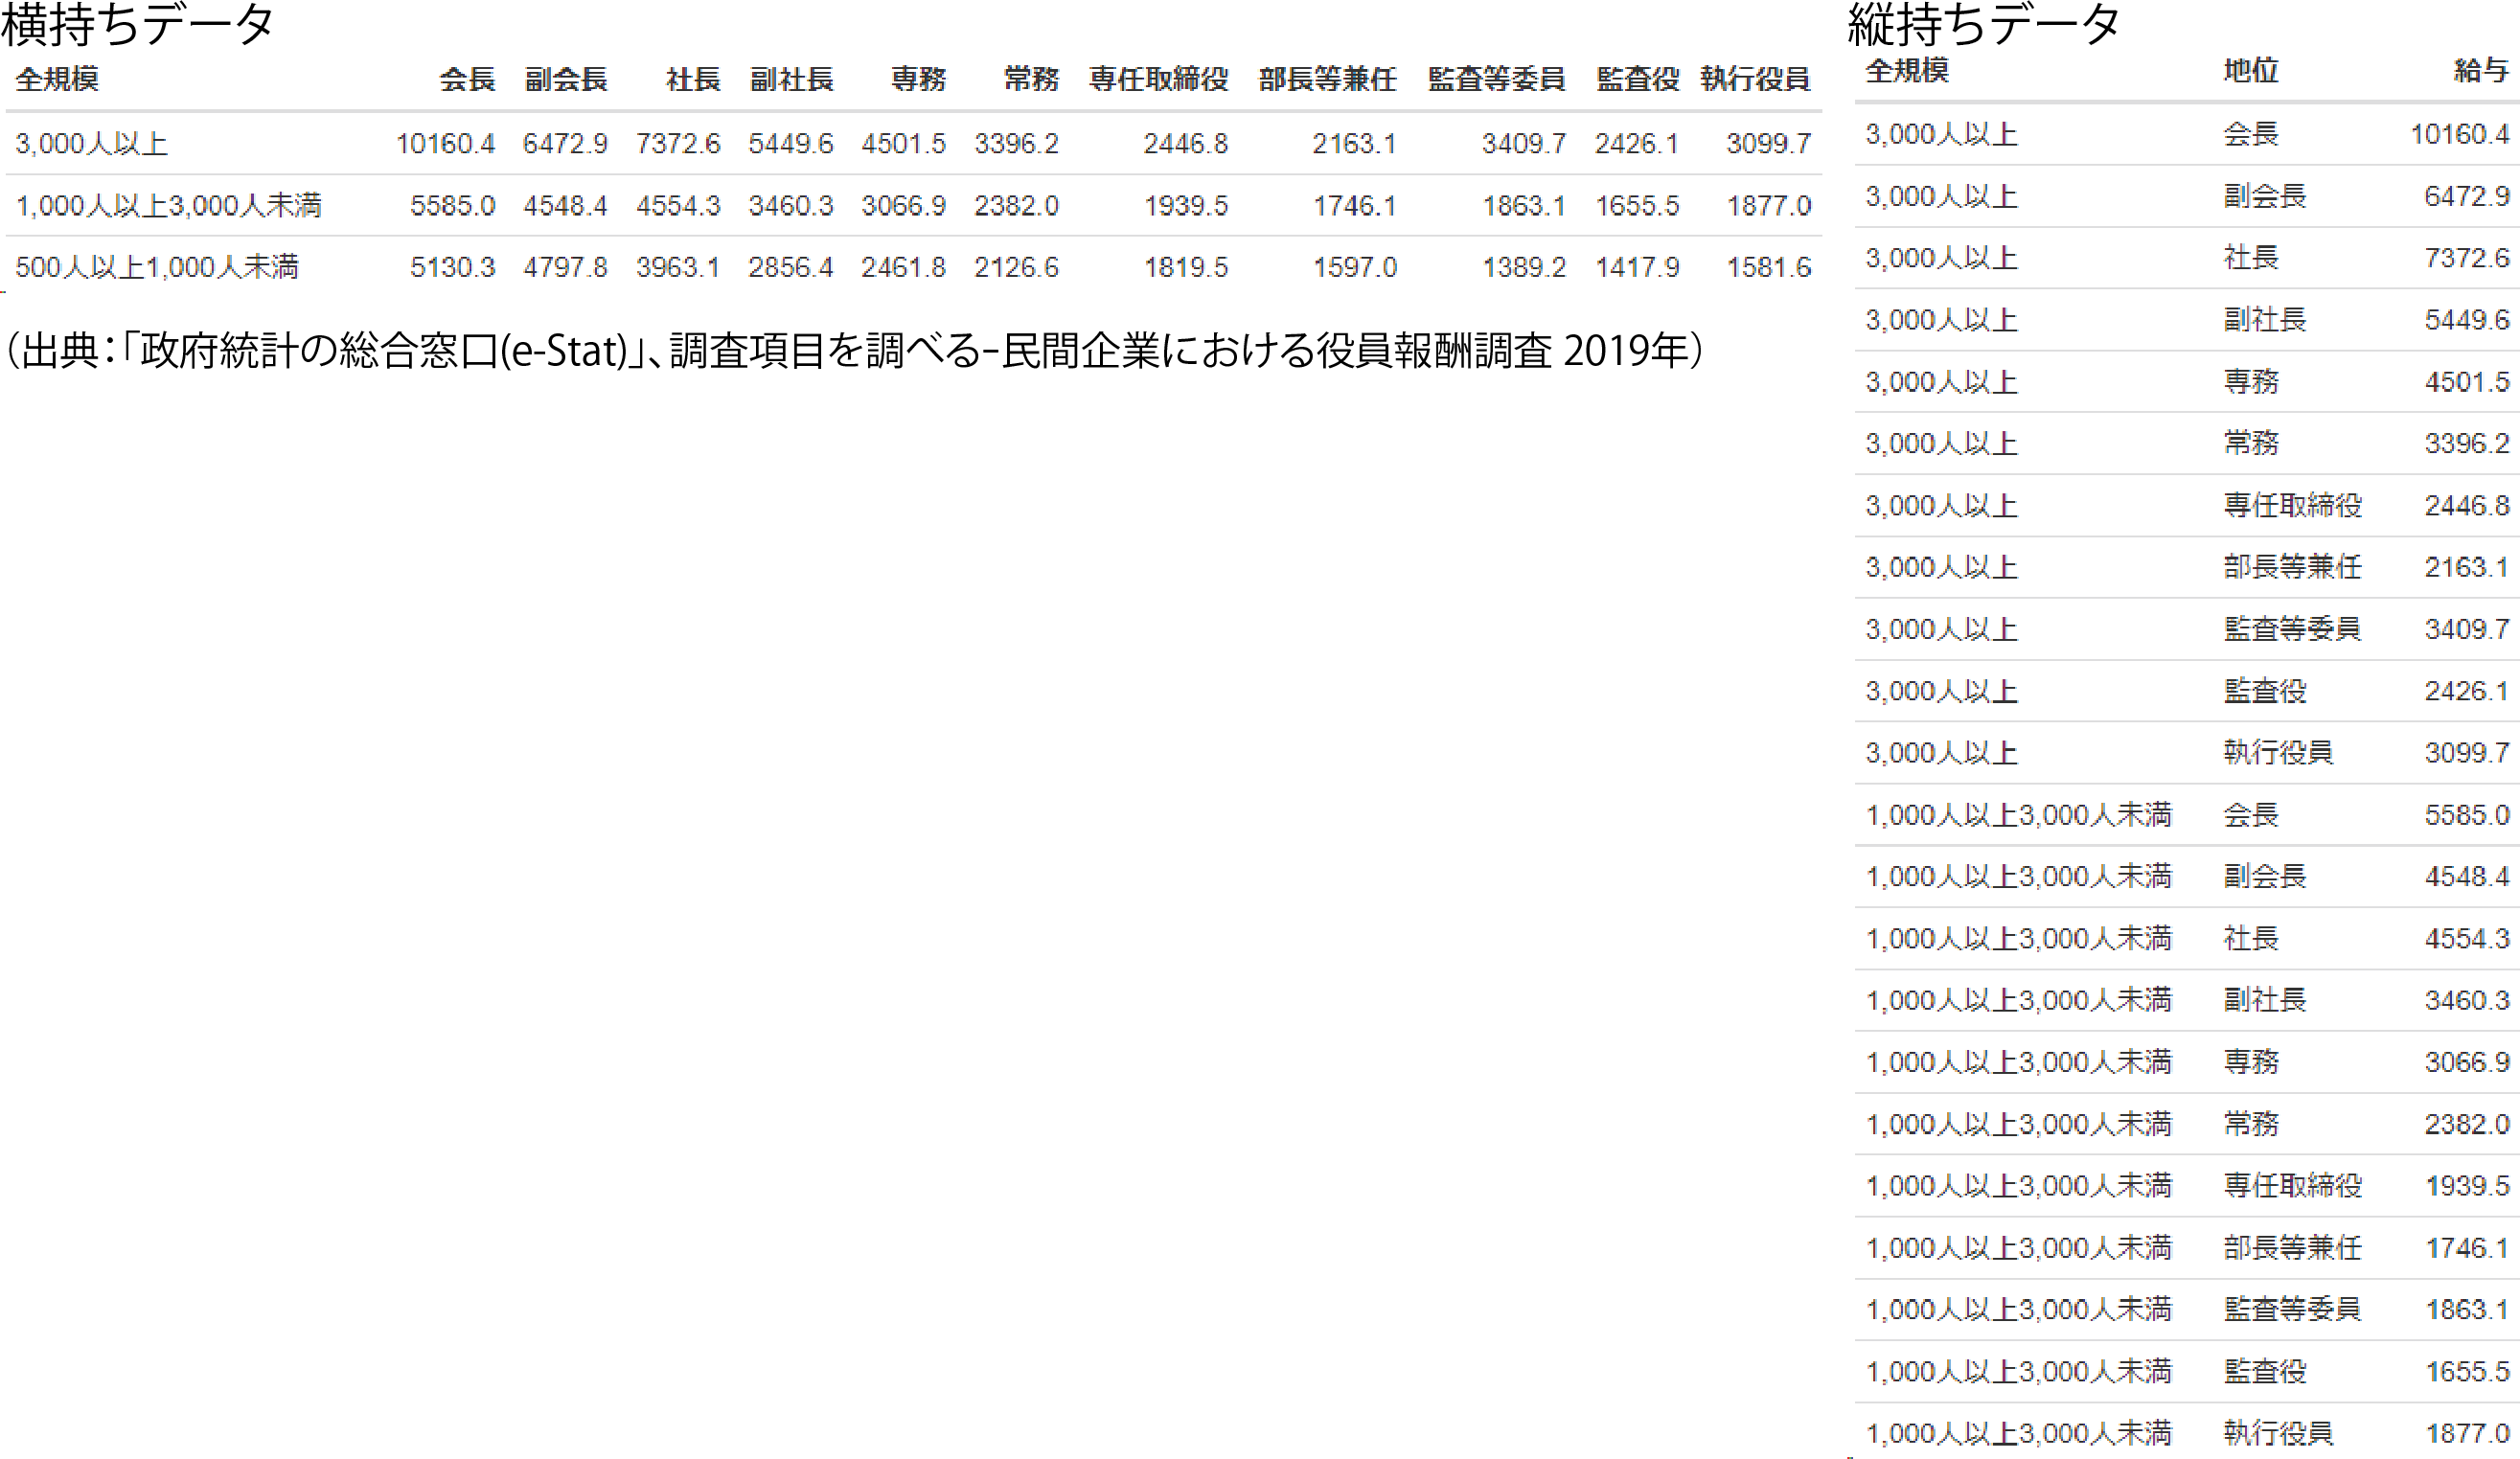 横持ちデータ
全規模 会長 副会長 社長 副社長 専務 常務 専任取締役 部長等兼任 監査等委員 監査役 執行役員
3,000人以上 10160.4 6472.9 7372.6 5449.6 4501.5 3396.2 2446.8 2163.1 3409.7 2426.1 3099.7
1,000人以上3,000人未満 5585.0 4548.4 4554.3 3460.3 3066.9 2382.0 1939.5 1746.1 1863.1 1655.5 1877.0
500人以上1,000人未満 5130.3 4797.8 3963.1 2856.4 2461.8 2126.6 1819.5 1597.0 1389.2 1417.9 1581.6
（出典：「政府統計の総合窓口(e-Stat)」、調査項目を調べる－民間企業における役員報酬調査 2019年）
縦持ちデータ
全規模 地位 給与
3,000人以上 会長 10160.4
3,000人以上 副会長 6472.9
3,000人以上 社長 7372.6
3,000人以上 副社長 5449.6
3,000人以上 専務 4501.5
3,000人以上 常務 3396.2
3,000人以上 専任取締役 2446.8
3,000人以上 部長等兼任 2163.1
3,000人以上 監査等委員 3409.7
3,000人以上 監査役 2426.1
3,000人以上 執行役員 3099.7
1,000人以上3,000人未満 会長 5585.0
1,000人以上3,000人未満 副会長 4548.4
1,000人以上3,000人未満 社長 4554.3
1,000人以上3,000人未満 副社長 3460.3
1,000人以上3,000人未満 専務 3066.9
1,000人以上3,000人未満 常務 2382.0
1,000人以上3,000人未満 専任取締役 1939.5
1,000人以上3,000人未満 部長等兼任 1746.1
1,000人以上3,000人未満 監査等委員 1863.1
1,000人以上3,000人未満 監査役 1655.5
1,000人以上3,000人未満 執行役員 1877.0